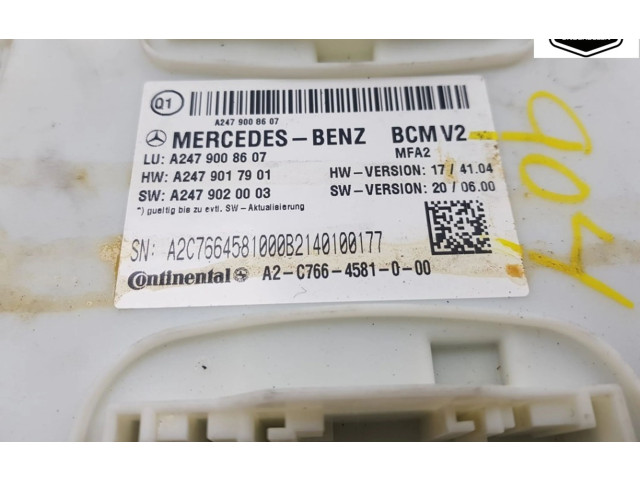 Q1
A247 900 86 07
MERCEDES-BENZ BCM V2
LU: A247 900 86 07 MFA2
HW: A247 901 79 01 HW-VERSION: 17 / 41.04
SW: A247 902 00 03 SW-VERSION: 20 / 06.00
*) gueltig bis zu evtl. SW-Aktualisierung
SN: A2C7664581000B2140100177
Continental A2-C766-4581-0-00